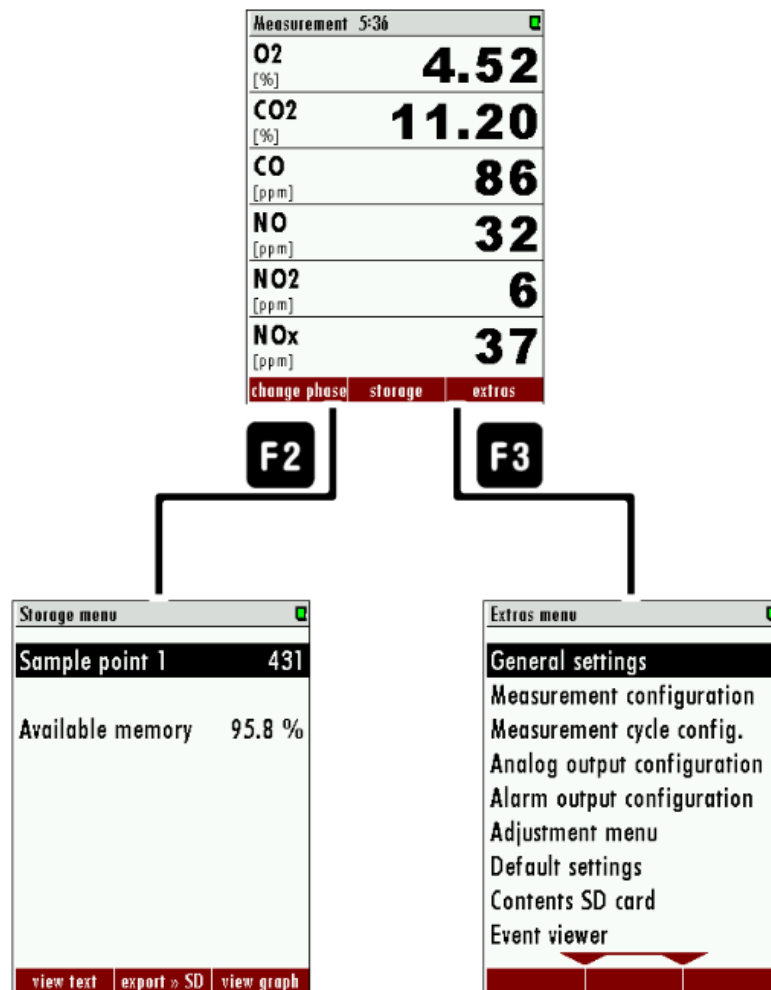 Measurement 5:36
O2 4.52
[%]
CO2 11.20
[%]
CO 86
[ppm]
NO 32
[ppm]
NO2 6
[ppm]
NOx 37
[ppm]
change phase storage extras
F2
F3
Storage menu
Sample point 1 431
Available memory 95.8 %
view text export » SD view graph
Extras menu
General settings
Measurement configuration
Measurement cycle config.
Analog output configuration
Alarm output configuration
Adjustment menu
Default settings
Contents SD card
Event viewer